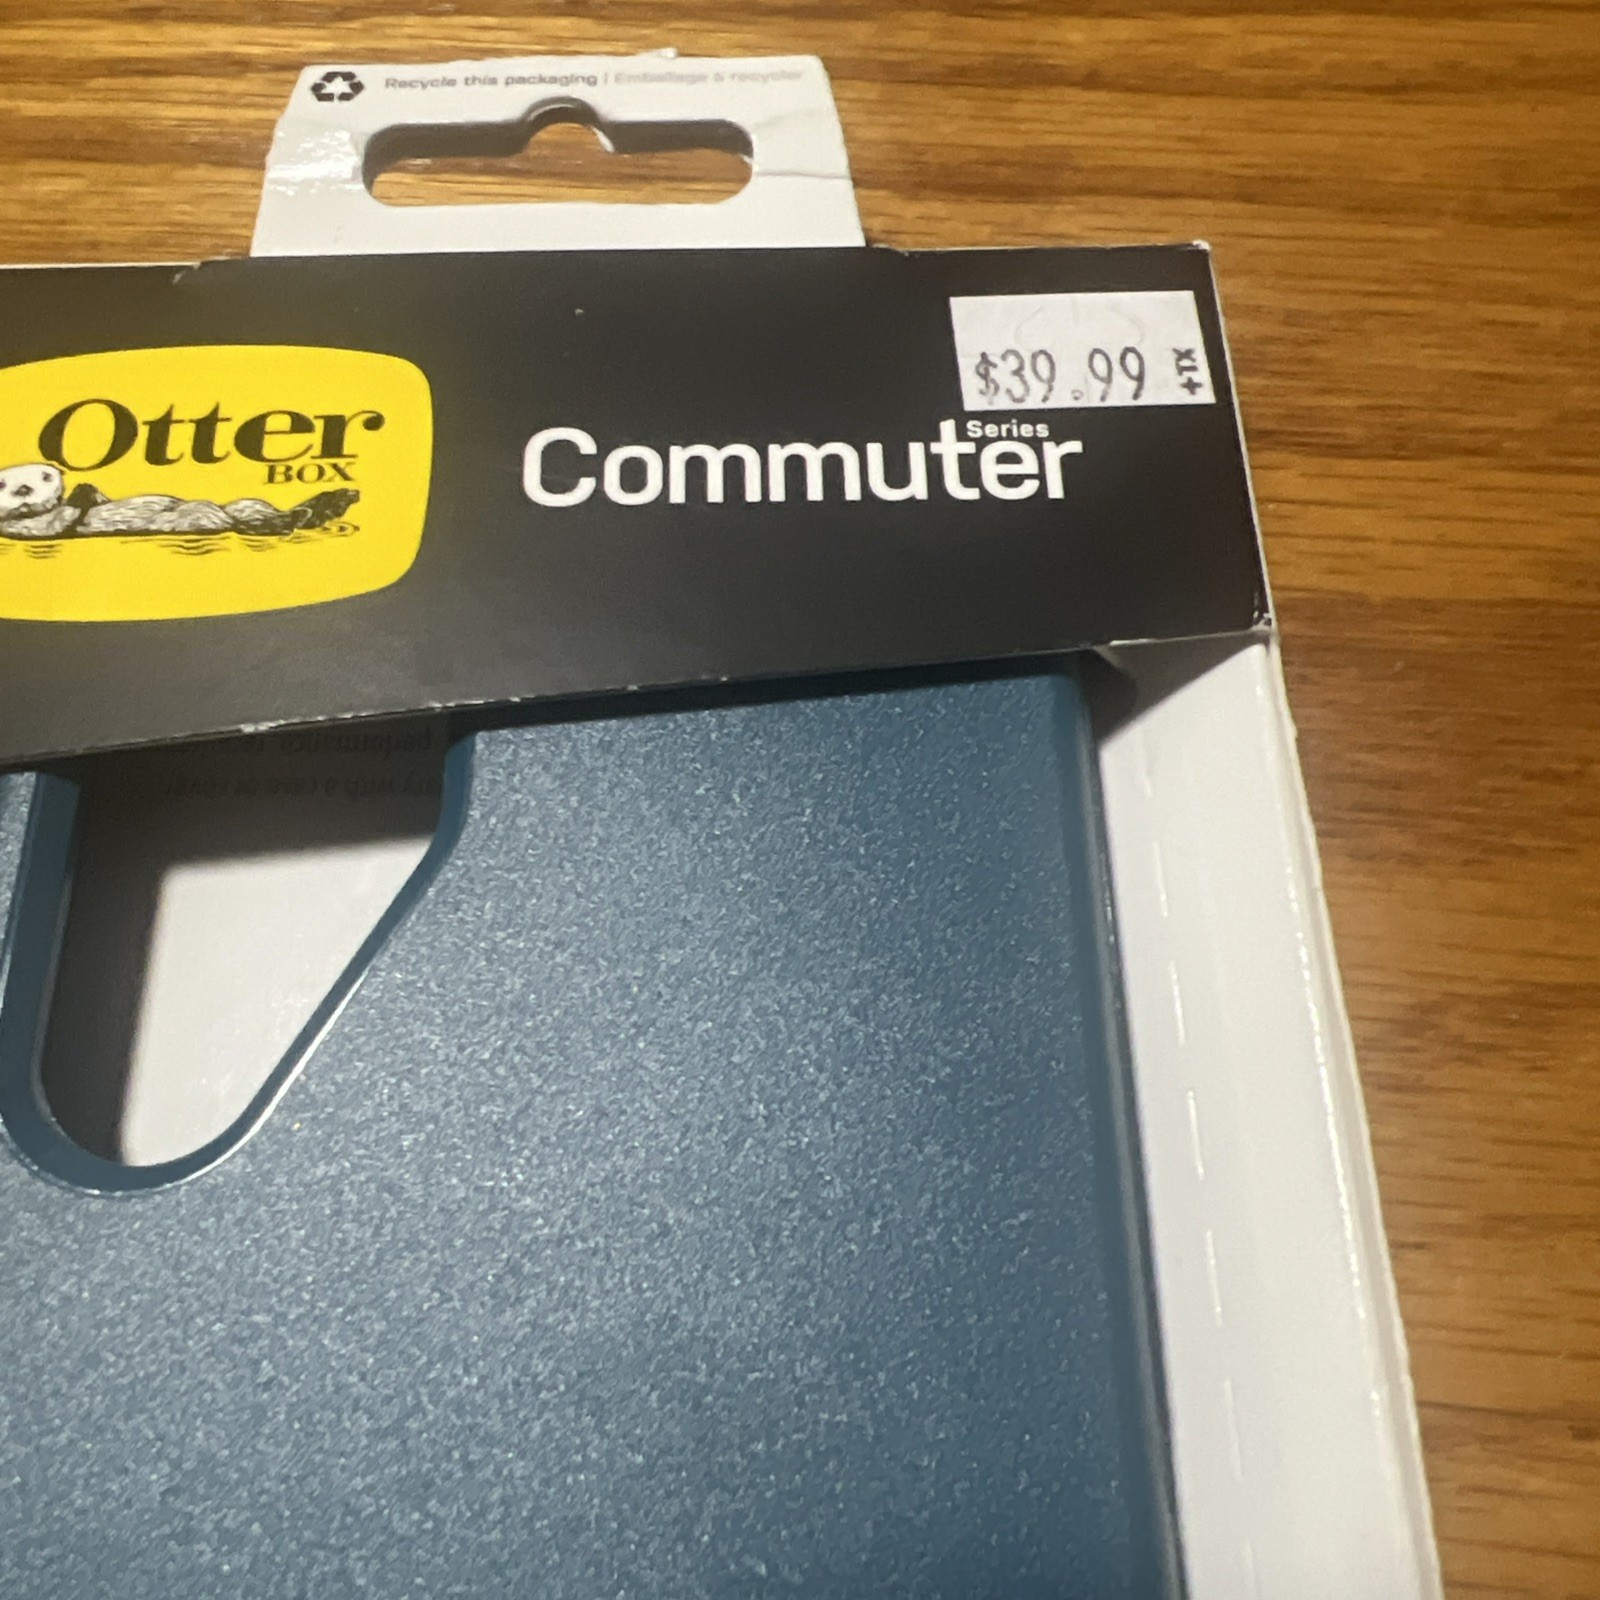 Recycle this packaging | Emballage à recycler
$39.99 +TX
Otter
BOX
Commuter
Series